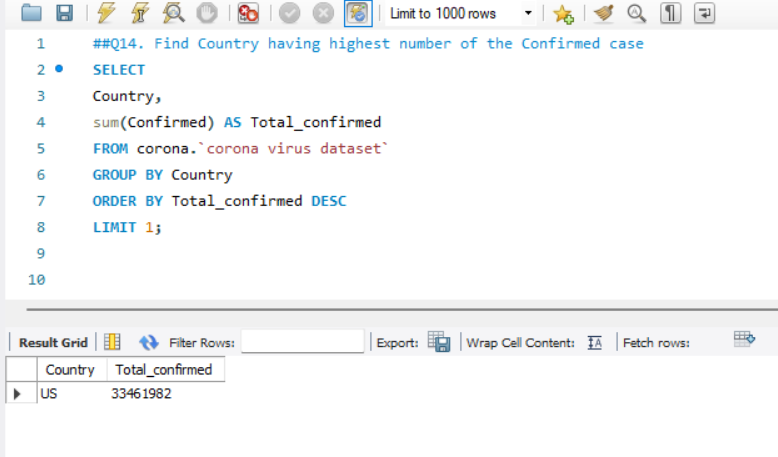 Limit to 1000 rows
1 ##Q14. Find Country having highest number of the Confirmed case
2 SELECT
3 Country,
4 sum(Confirmed) AS Total_confirmed
5 FROM corona.`corona virus dataset`
6 GROUP BY Country
7 ORDER BY Total_confirmed DESC
8 LIMIT 1;
9
10
Result Grid Filter Rows: Export: Wrap Cell Content: Fetch rows:
Country Total_confirmed
US 33461982